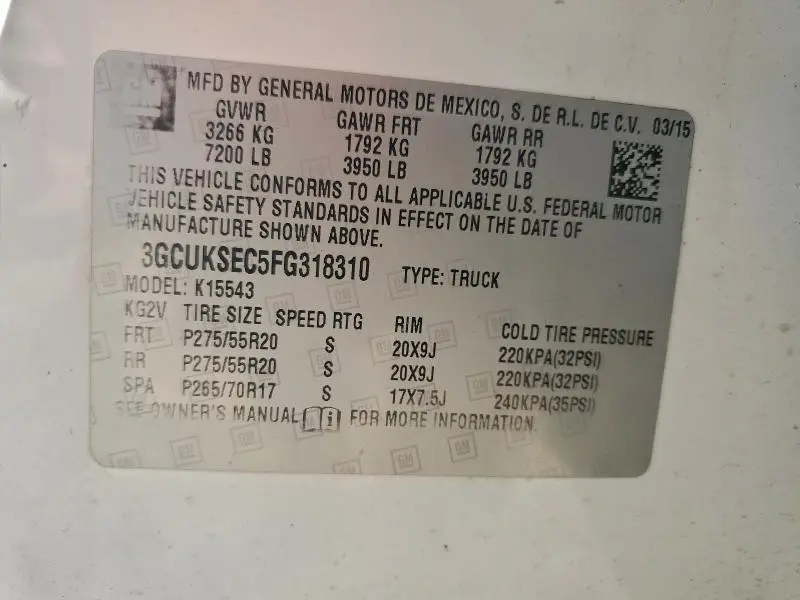 MFD BY GENERAL MOTORS DE MEXICO, S. DE R.L. DE C.V. 03/15
GVWR GAWR FRT GAWR RR
3266 KG 1792 KG 1792 KG
7200 LB 3950 LB 3950 LB
THIS VEHICLE CONFORMS TO ALL APPLICABLE U.S. FEDERAL MOTOR
VEHICLE SAFETY STANDARDS IN EFFECT ON THE DATE OF
MANUFACTURE SHOWN ABOVE.
3GCUKSEC5FG318310 TYPE: TRUCK
MODEL: K15543
KG2V TIRE SIZE SPEED RTG RIM COLD TIRE PRESSURE
FRT P275/55R20 S 20X9J 220KPA(32PSI)
RR P275/55R20 S 20X9J 220KPA(32PSI)
SPA P265/70R17 S 17X7.5J 240KPA(35PSI)
SEE OWNER'S MANUAL FOR MORE INFORMATION.